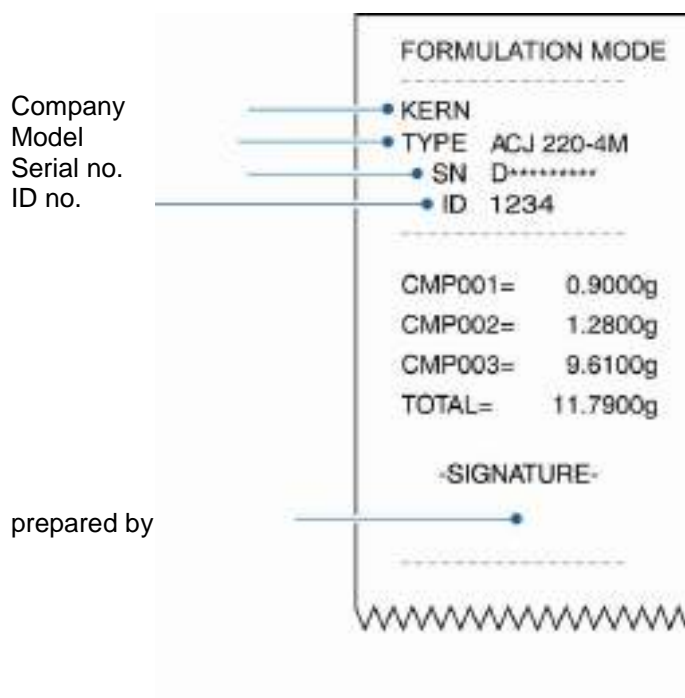 FORMULATION MODE
Company KERN
Model TYPE ACJ 220-4M
Serial no. SN D*********
ID no. ID 1234
CMP001= 0.9000g
CMP002= 1.2800g
CMP003= 9.6100g
TOTAL= 11.7900g
-SIGNATURE-
prepared by